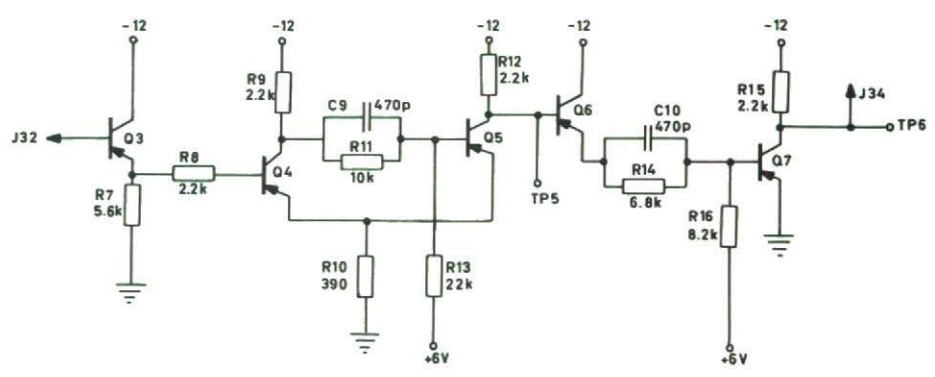 -12
-12
-12
-12
-12
R12
2.2k
R9
2.2k
C9
470p
R15
2.2k
J34
J32
Q3
Q6
C10
470p
TP6
R8
2.2k
Q4
R11
10k
Q5
R14
6.8k
Q7
TP5
R7
5.6k
R16
8.2k
R10
390
R13
22k
+6V
+6V